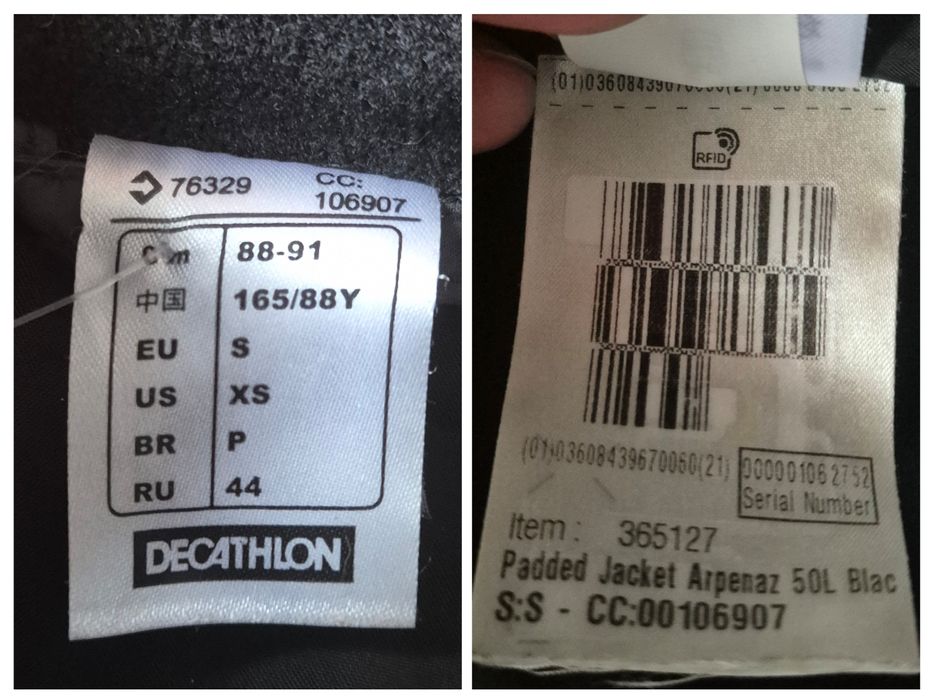 76329 CC: 106907
Cm 88-91
中国 165/88Y
EU S
US XS
BR P
RU 44
DECATHLON
RFID
(01)03608439670060(21)
000001062752
Serial Number
Item : 365127
Padded Jacket Arpenaz 50L Blac
S:S - CC:00106907